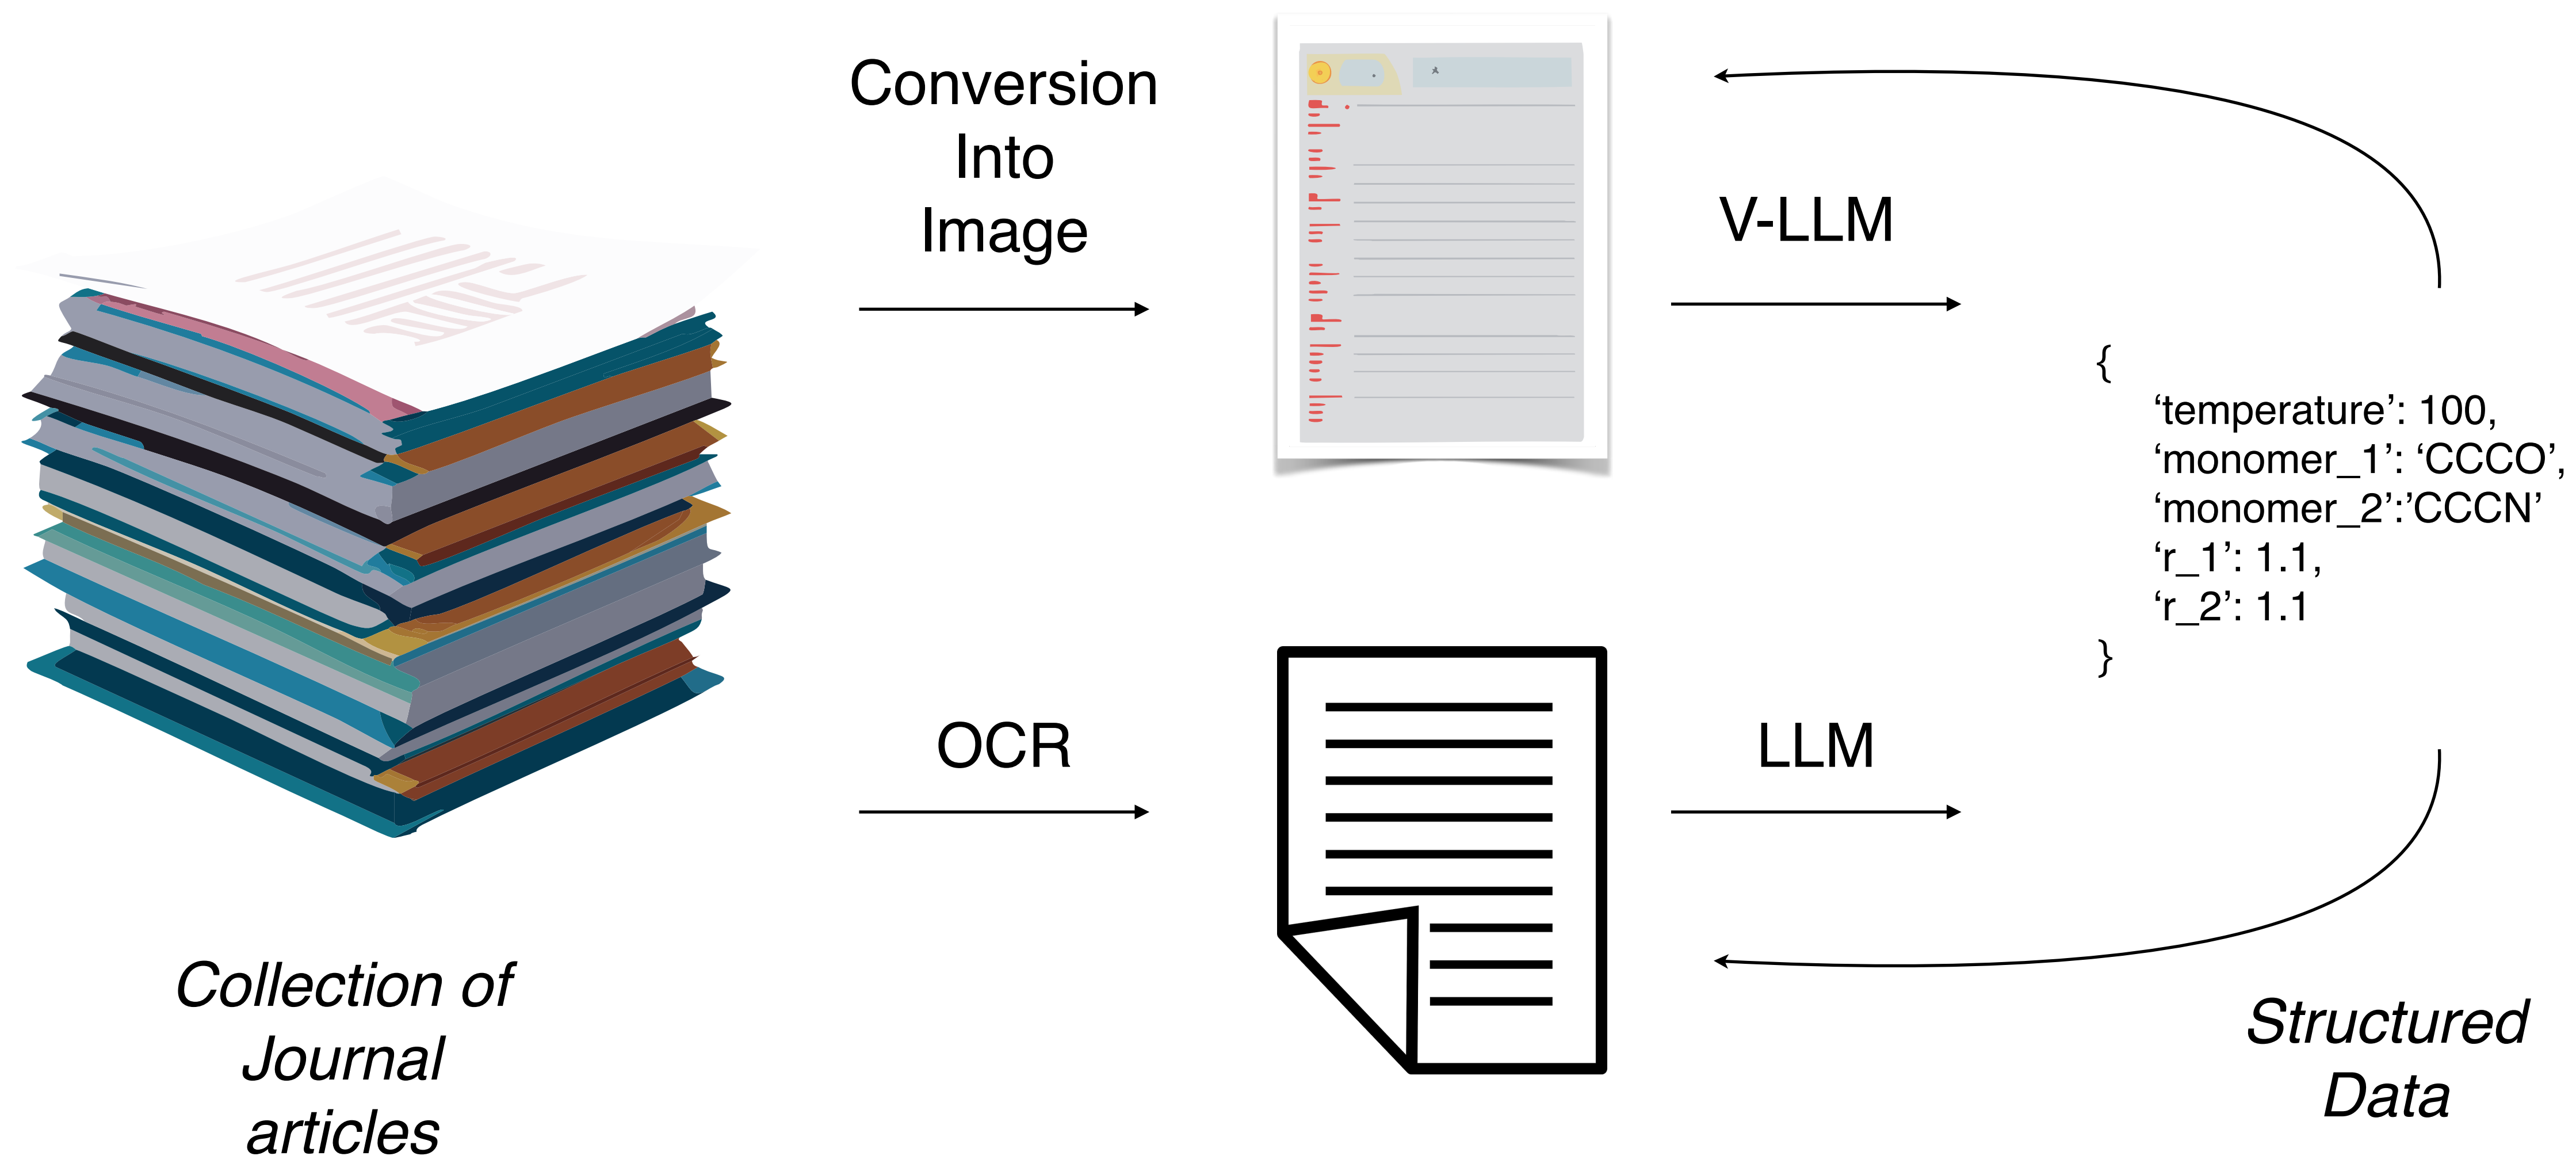 Conversion
Into
Image
V-LLM
{
‘temperature’: 100,
‘monomer_1’: ‘CCCO’,
‘monomer_2’:’CCCN’
‘r_1’: 1.1,
‘r_2’: 1.1
}
OCR
LLM
Collection of
Journal
articles
Structured
Data